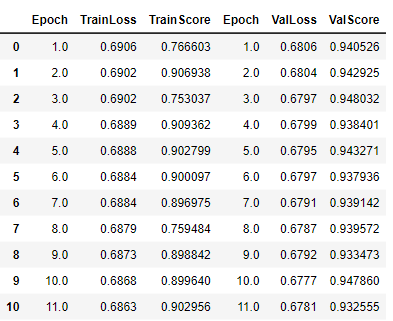 Epoch TrainLoss TrainScore Epoch ValLoss ValScore
0 1.0 0.6906 0.766603 1.0 0.6806 0.940526
1 2.0 0.6902 0.906938 2.0 0.6804 0.942925
2 3.0 0.6902 0.753037 3.0 0.6797 0.948032
3 4.0 0.6889 0.909362 4.0 0.6799 0.938401
4 5.0 0.6888 0.902799 5.0 0.6795 0.943271
5 6.0 0.6884 0.900097 6.0 0.6797 0.937936
6 7.0 0.6884 0.896975 7.0 0.6791 0.939142
7 8.0 0.6879 0.759484 8.0 0.6787 0.939572
8 9.0 0.6873 0.898842 9.0 0.6792 0.933473
9 10.0 0.6868 0.899640 10.0 0.6777 0.947860
10 11.0 0.6863 0.902956 11.0 0.6781 0.932555